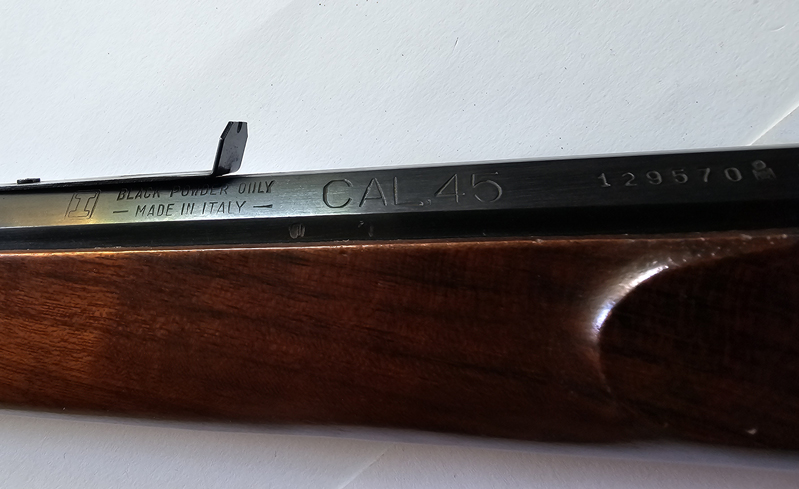 I
BLACK POWDER ONLY
— MADE IN ITALY —
CAL.45
129570